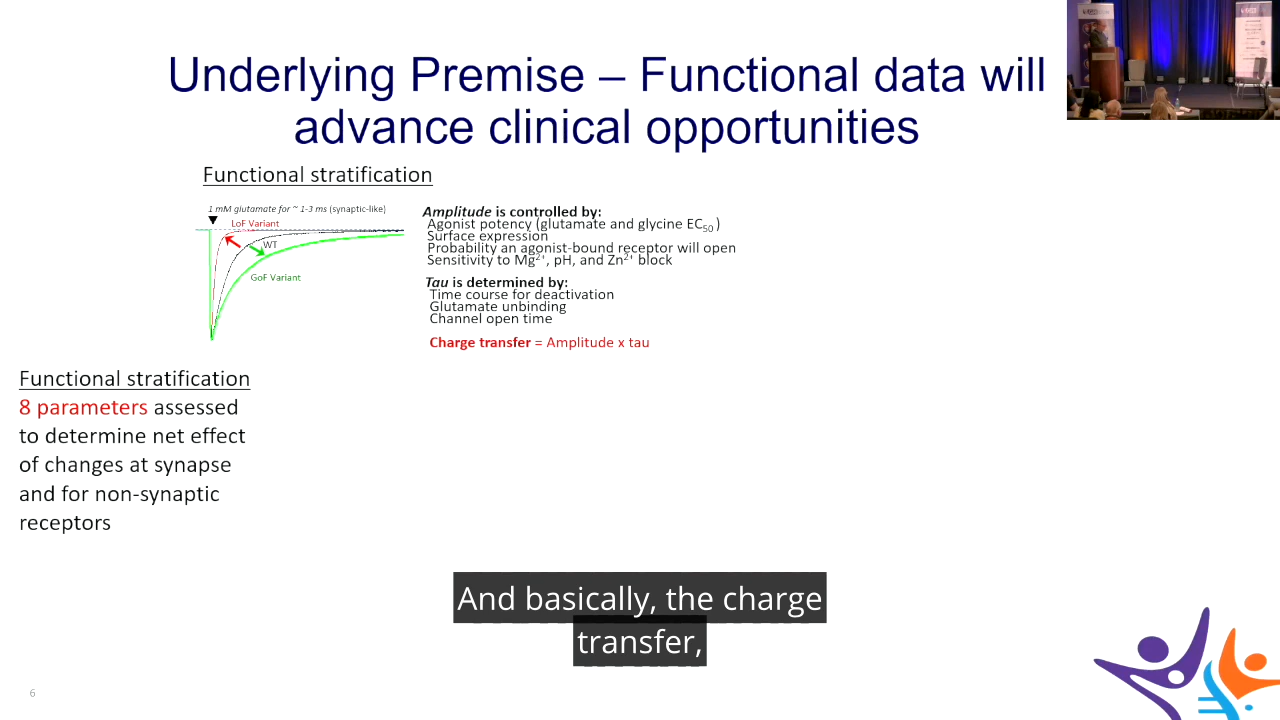 Underlying Premise – Functional data will
advance clinical opportunities
Functional stratification
1 mM glutamate for ~ 1-3 ms (synaptic-like)
LoF Variant
WT
GoF Variant
Amplitude is controlled by:
Agonist potency (glutamate and glycine EC50 )
Surface expression
Probability an agonist-bound receptor will open
Sensitivity to Mg2+, pH, and Zn2+ block
Tau is determined by:
Time course for deactivation
Glutamate unbinding
Channel open time
Charge transfer = Amplitude x tau
Functional stratification
8 parameters assessed
to determine net effect
of changes at synapse
and for non-synaptic
receptors
And basically, the charge
transfer,
6